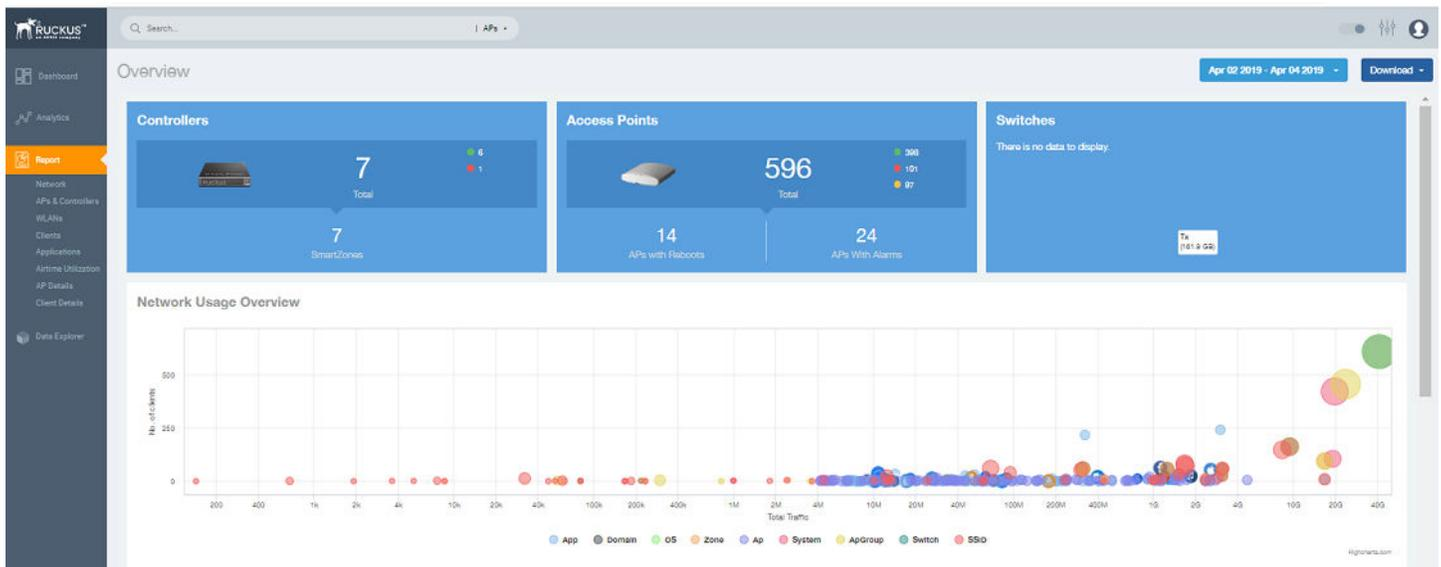 RUCKUS™
Search...
| APs
Dashboard
Analytics
Report
Network
APs & Controllers
WLANs
Clients
Applications
Airtime Utilization
AP Details
Client Details
Data Explorer
Overview
Apr 02 2019 - Apr 04 2019
Download
Controllers
7
Total
6
1
7
SmartZones
Access Points
596
Total
398
101
97
14
APs with Reboots
24
APs With Alarms
Switches
There is no data to display.
Tx
(161.9 GB)
Network Usage Overview
No. of clients
500
250
0
200 400 1k 2k 4k 10k 20k 40k 100k 200k 400k 1M 2M 4M 10M 20M 40M 100M 200M 400M 1G 2G 4G 10G 20G 40G
Total Traffic
App Domain OS Zone Ap System ApGroup Switch SSID
Highcharts.com